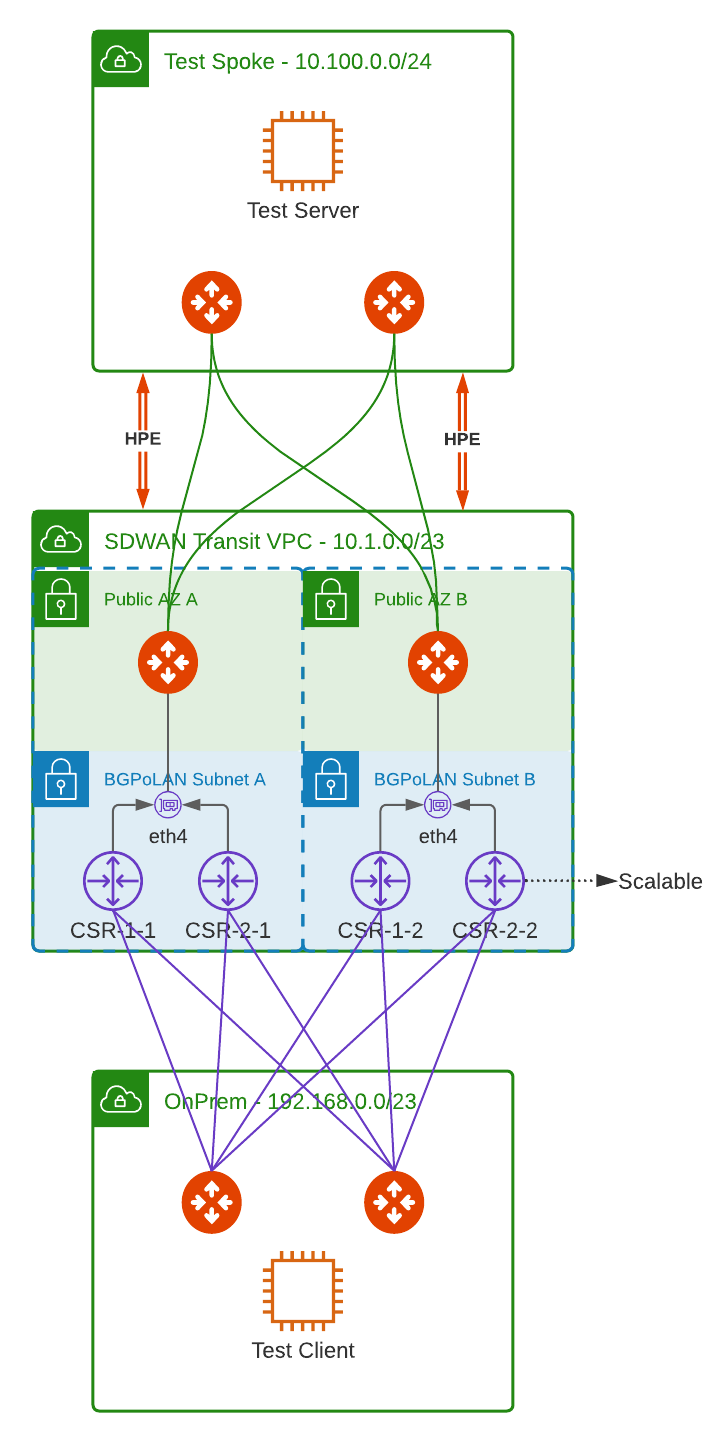 Test Spoke - 10.100.0.0/24
Test Server
HPE
HPE
SDWAN Transit VPC - 10.1.0.0/23
Public AZ A
Public AZ B
BGPoLAN Subnet A
BGPoLAN Subnet B
eth4
eth4
Scalable
CSR-1-1
CSR-2-1
CSR-1-2
CSR-2-2
OnPrem - 192.168.0.0/23
Test Client